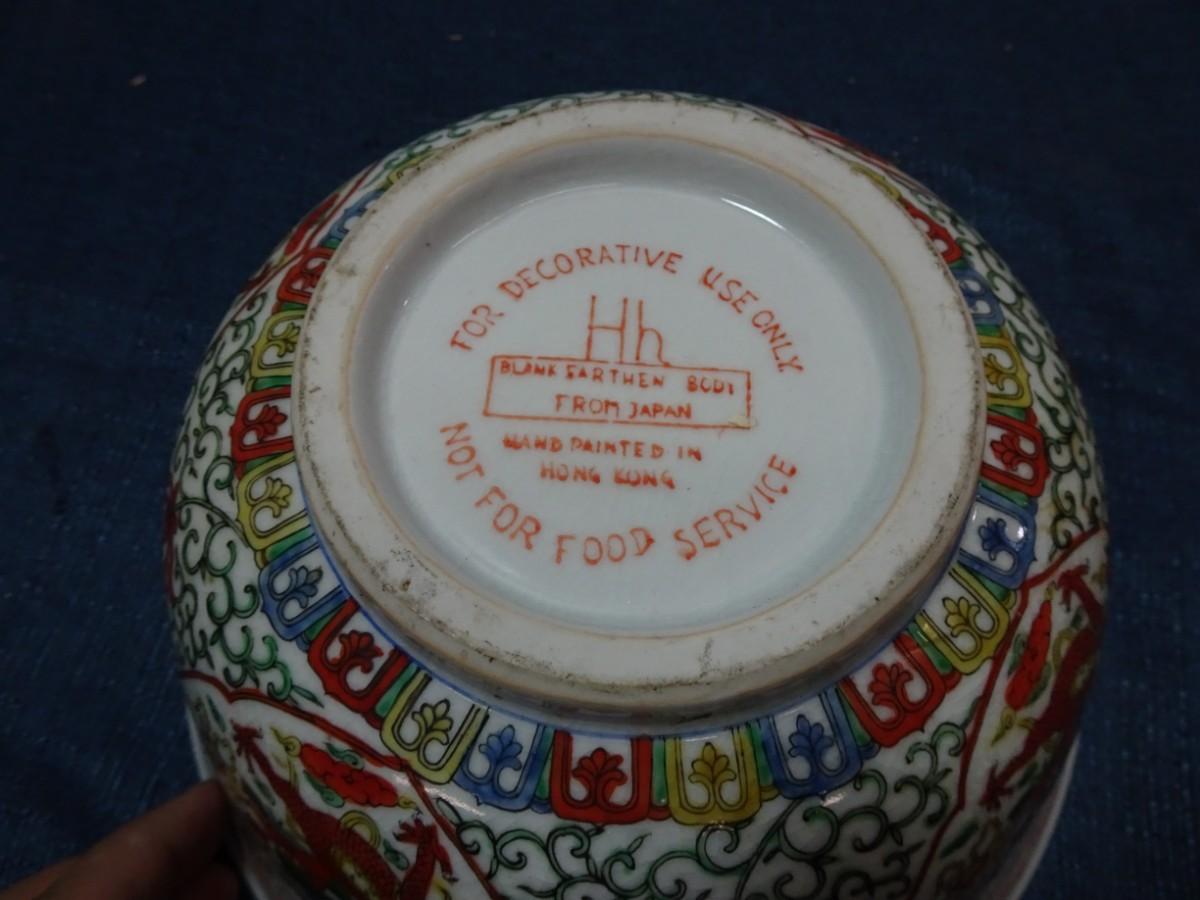 FOR DECORATIVE USE ONLY
Hh
BLANK EARTHEN BODY
FROM JAPAN
HAND PAINTED IN
HONG KONG
NOT FOR FOOD SERVICE